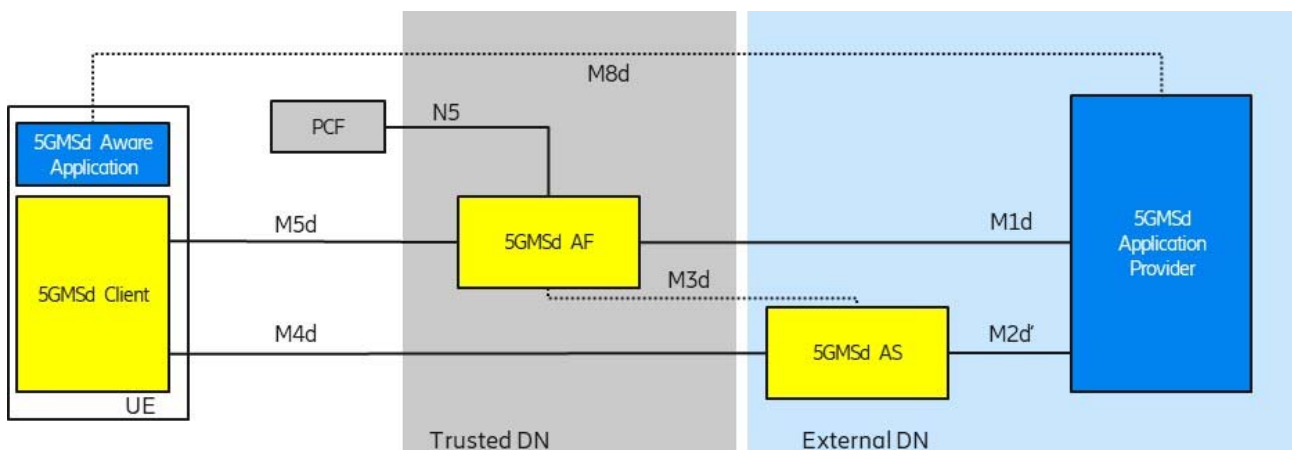 M8d
PCF
N5
5GMSd Aware
Application
M5d
5GMSd AF
M1d
5GMSd
Application
Provider
5GMSd Client
M3d
M4d
5GMSd AS
M2d'
UE
Trusted DN
External DN